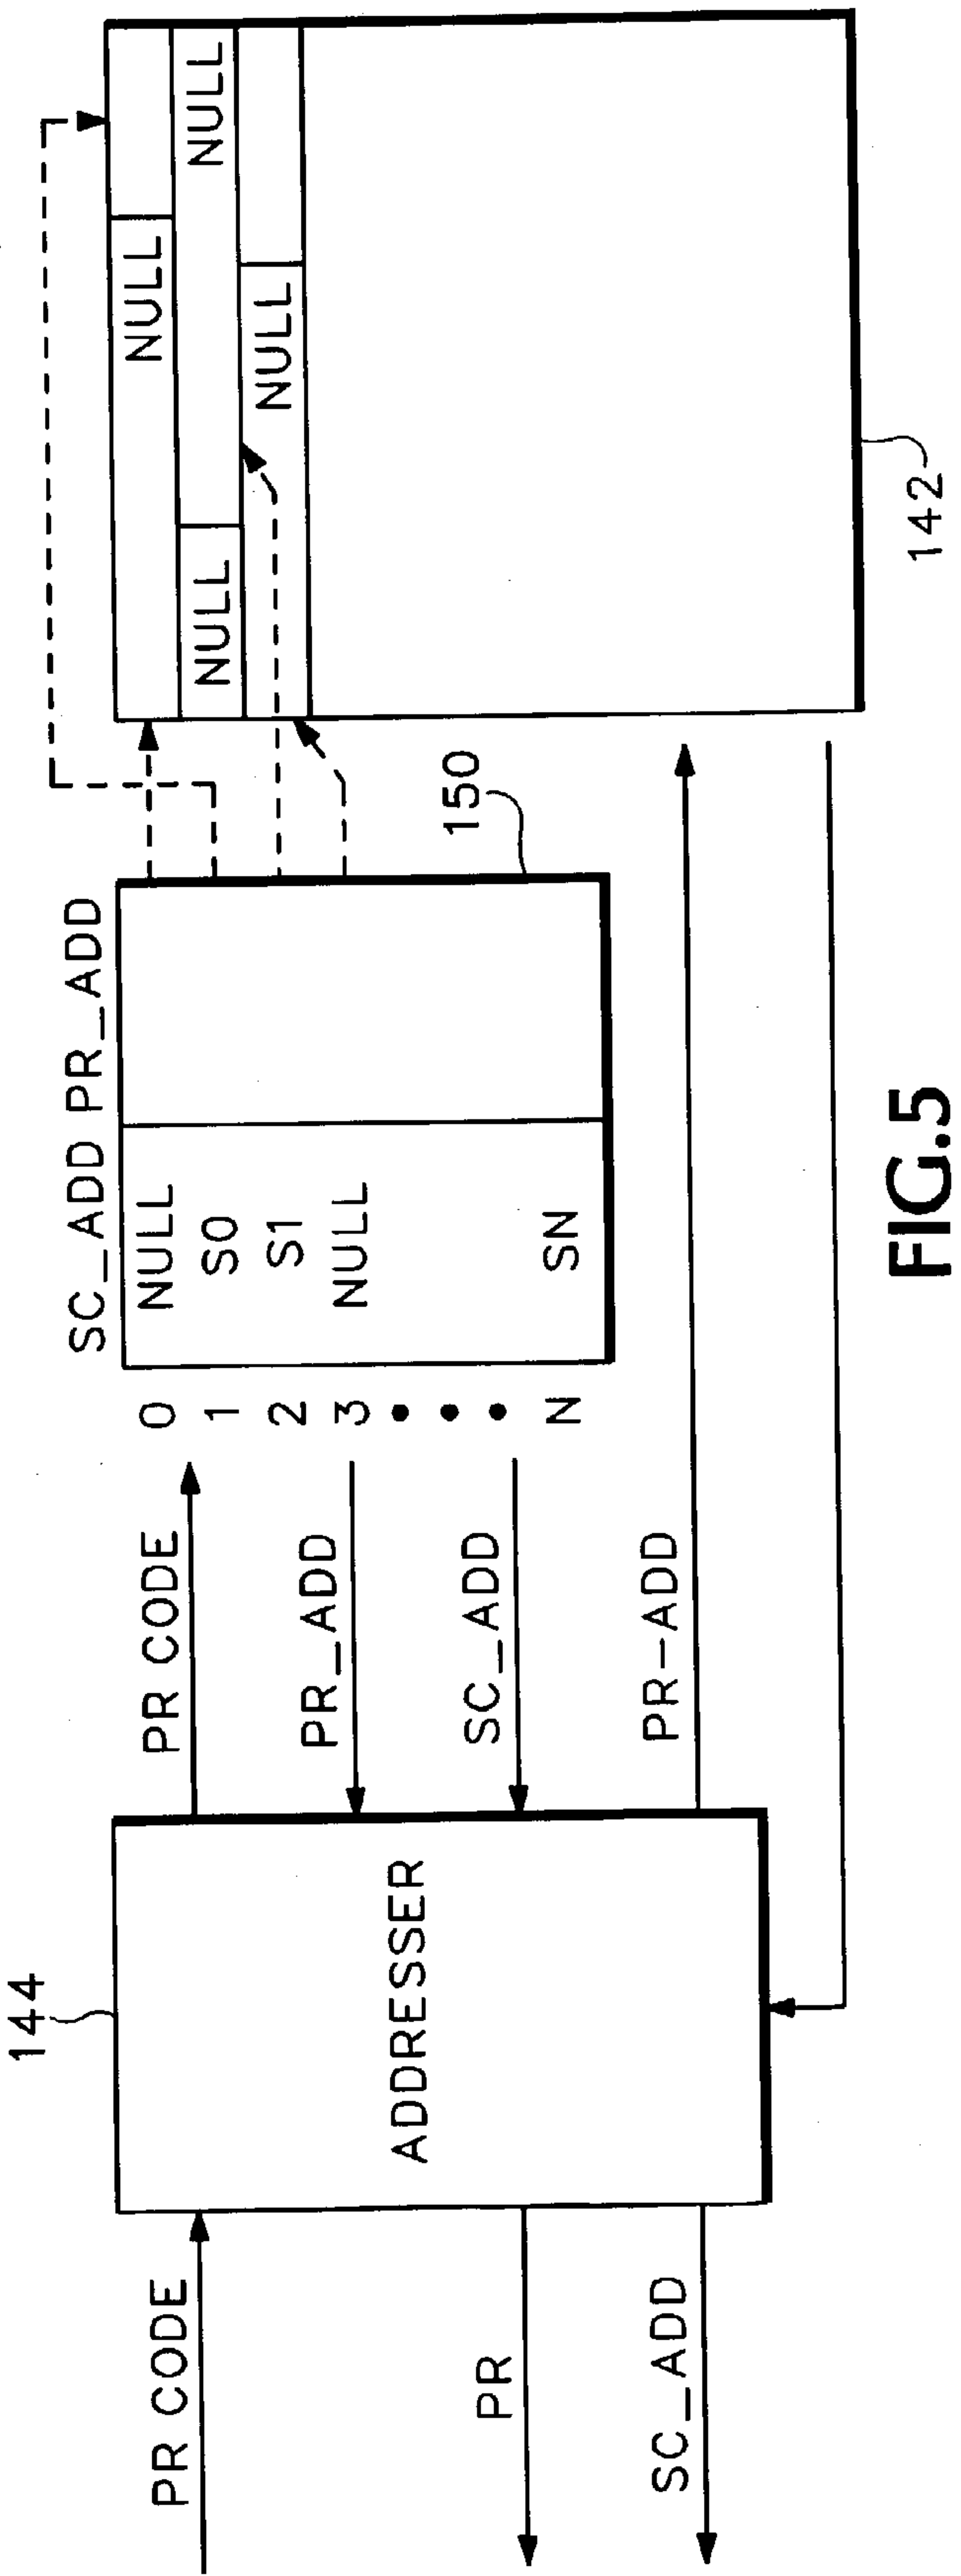 144
ADDRESSER
PR CODE
PR
SC_ADD
PR CODE
PR_ADD
SC_ADD
PR-ADD
SC_ADD PR_ADD
0 NULL
1 S0
2 S1
3 NULL
N SN
150
NULL
NULL NULL
NULL
142
FIG.5